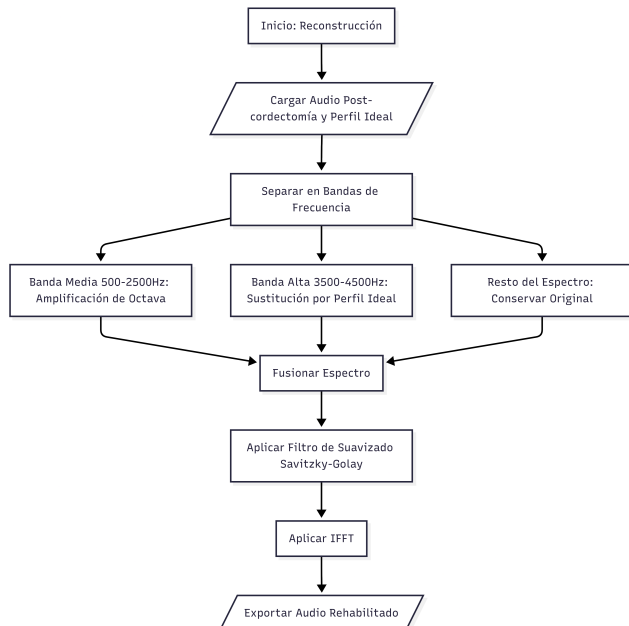 Inicio: Reconstrucción
Cargar Audio Post-
cordectomía y Perfil Ideal
Separar en Bandas de
Frecuencia
Banda Media 500-2500Hz:
Amplificación de Octava
Banda Alta 3500-4500Hz:
Sustitución por Perfil Ideal
Resto del Espectro:
Conservar Original
Fusionar Espectro
Aplicar Filtro de Suavizado
Savitzky-Golay
Aplicar IFFT
Exportar Audio Rehabilitado